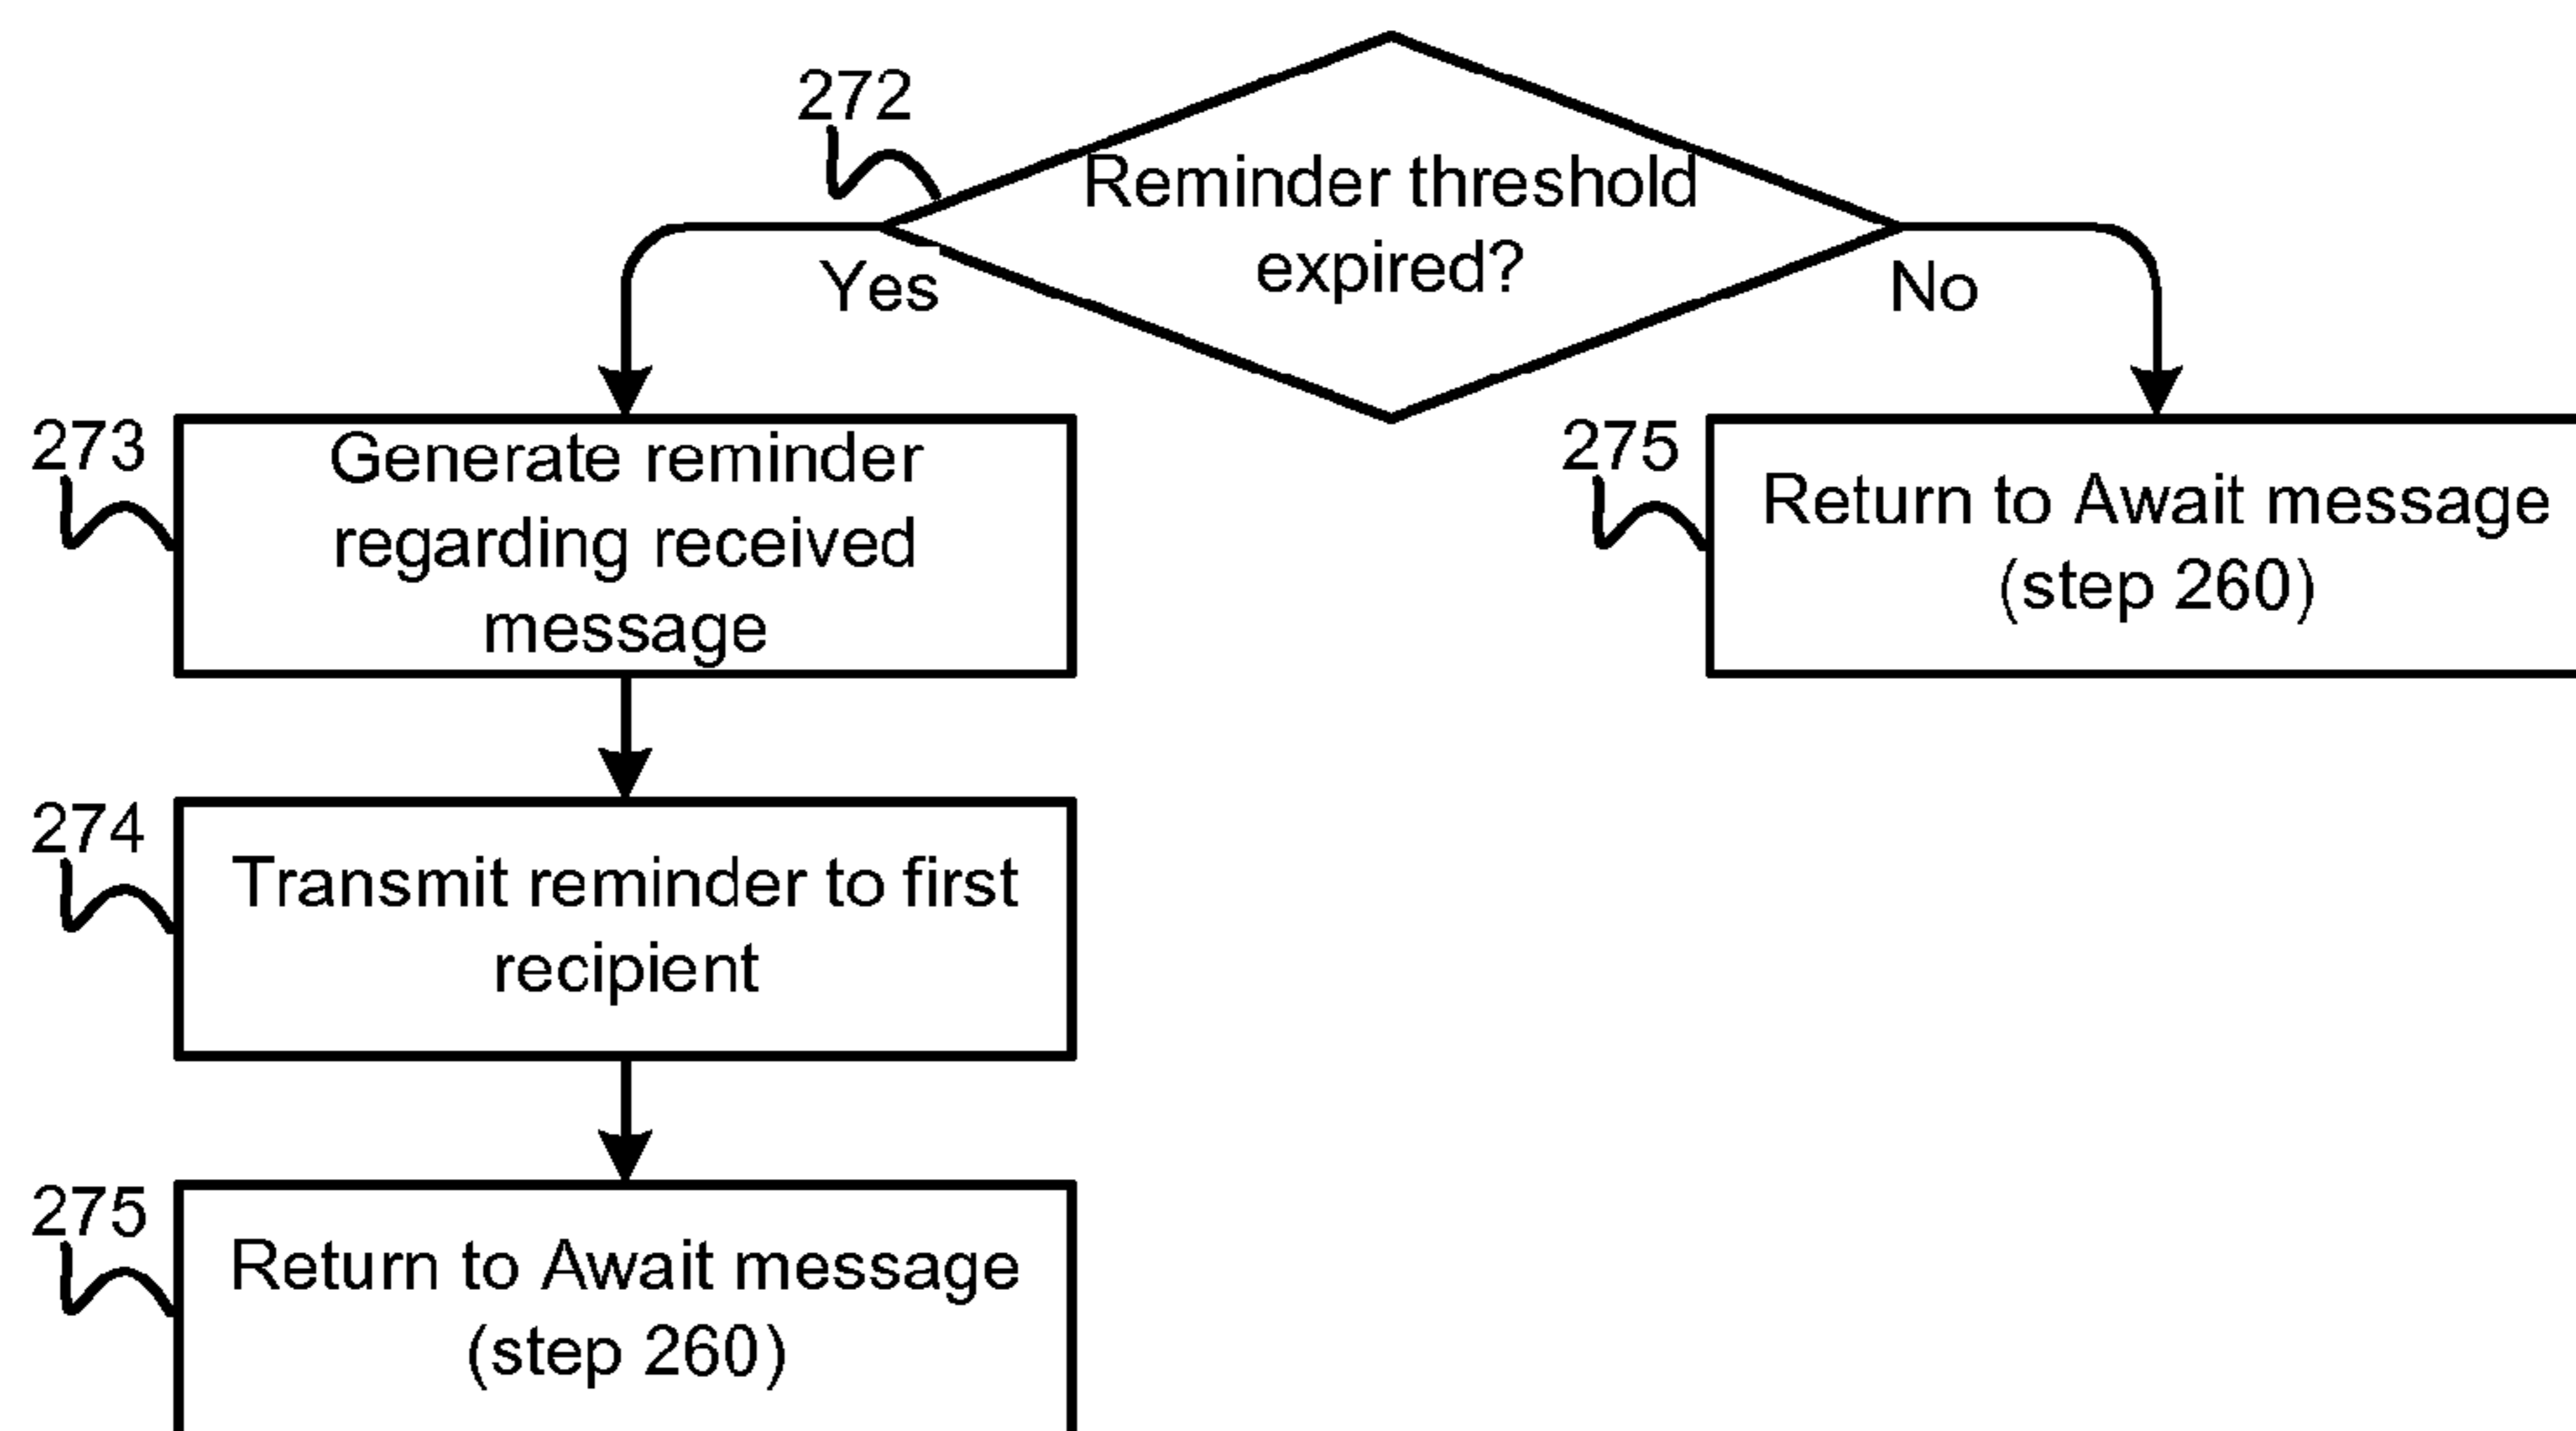 272
Reminder threshold
expired?
Yes
No
273
Generate reminder
regarding received
message
275
Return to Await message
(step 260)
274
Transmit reminder to first
recipient
275
Return to Await message
(step 260)